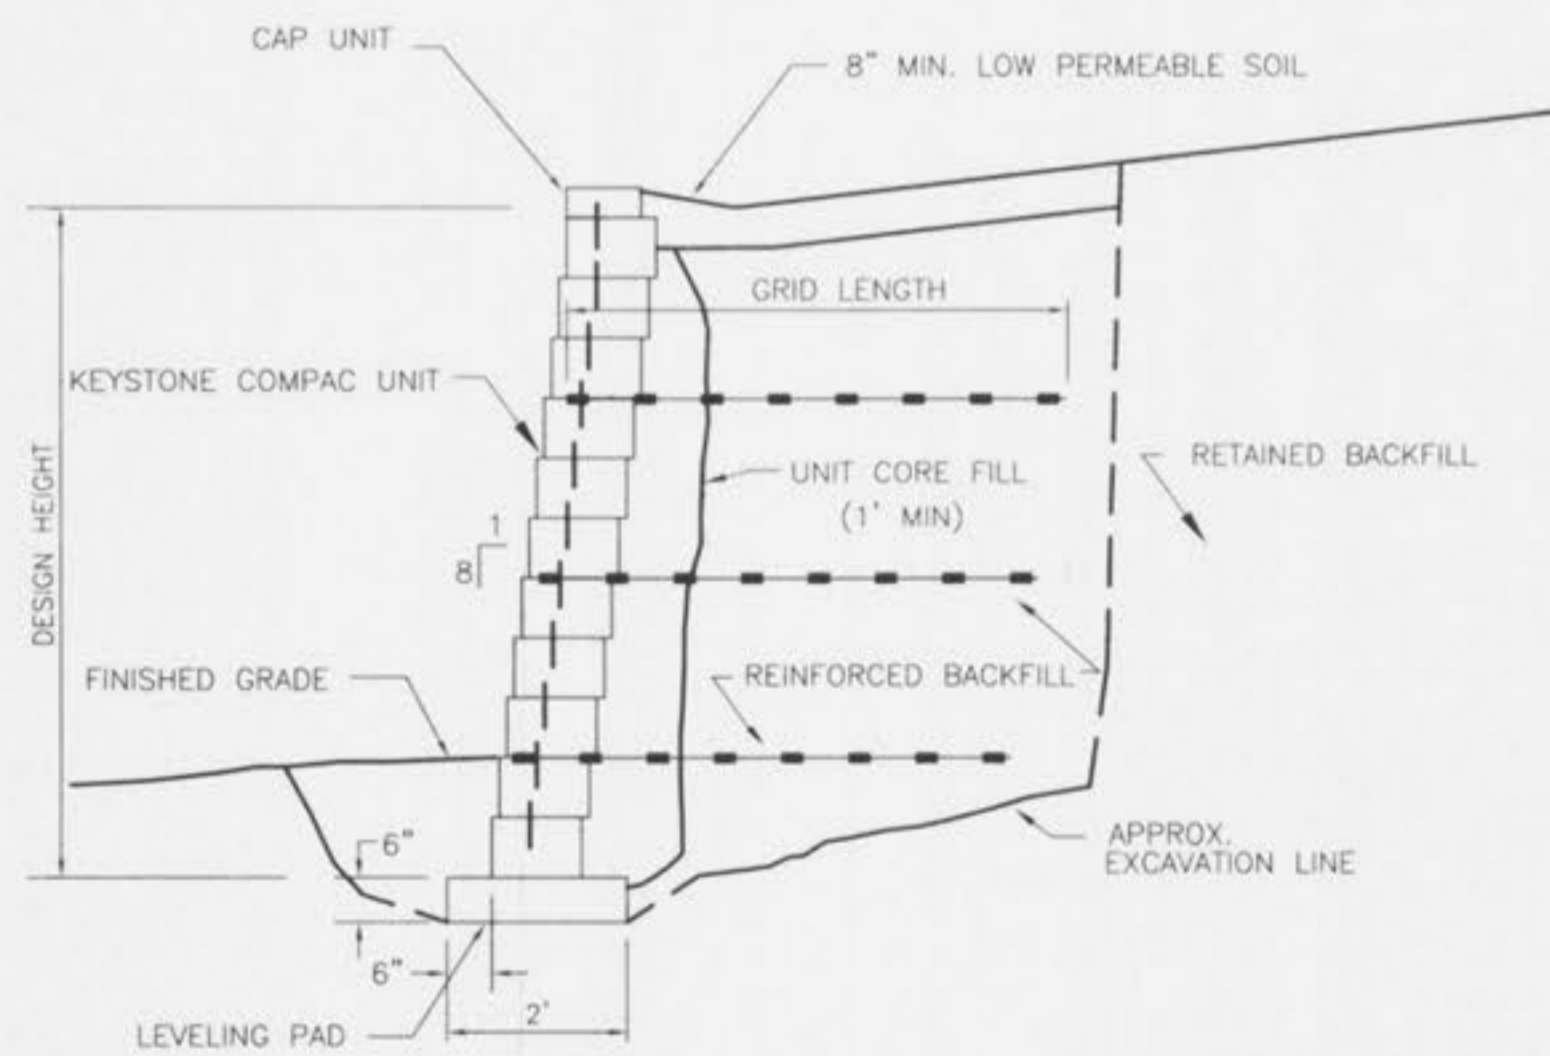 CAP UNIT
8" MIN. LOW PERMEABLE SOIL
GRID LENGTH
KEYSTONE COMPAC UNIT
DESIGN HEIGHT
UNIT CORE FILL
(1' MIN)
RETAINED BACKFILL
1
8
FINISHED GRADE
REINFORCED BACKFILL
6"
APPROX.
EXCAVATION LINE
6"
2'
LEVELING PAD